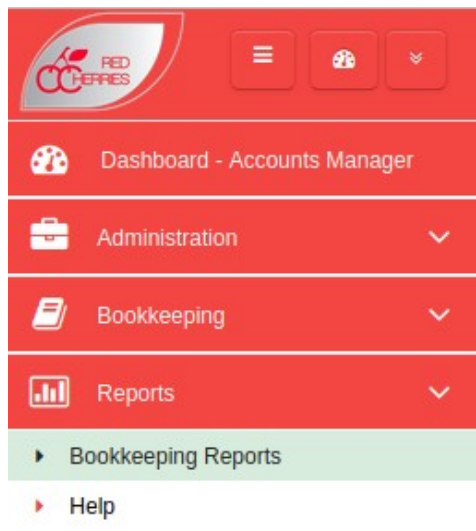 RED
CHERRIES
Dashboard - Accounts Manager
Administration
Bookkeeping
Reports
Bookkeeping Reports
Help